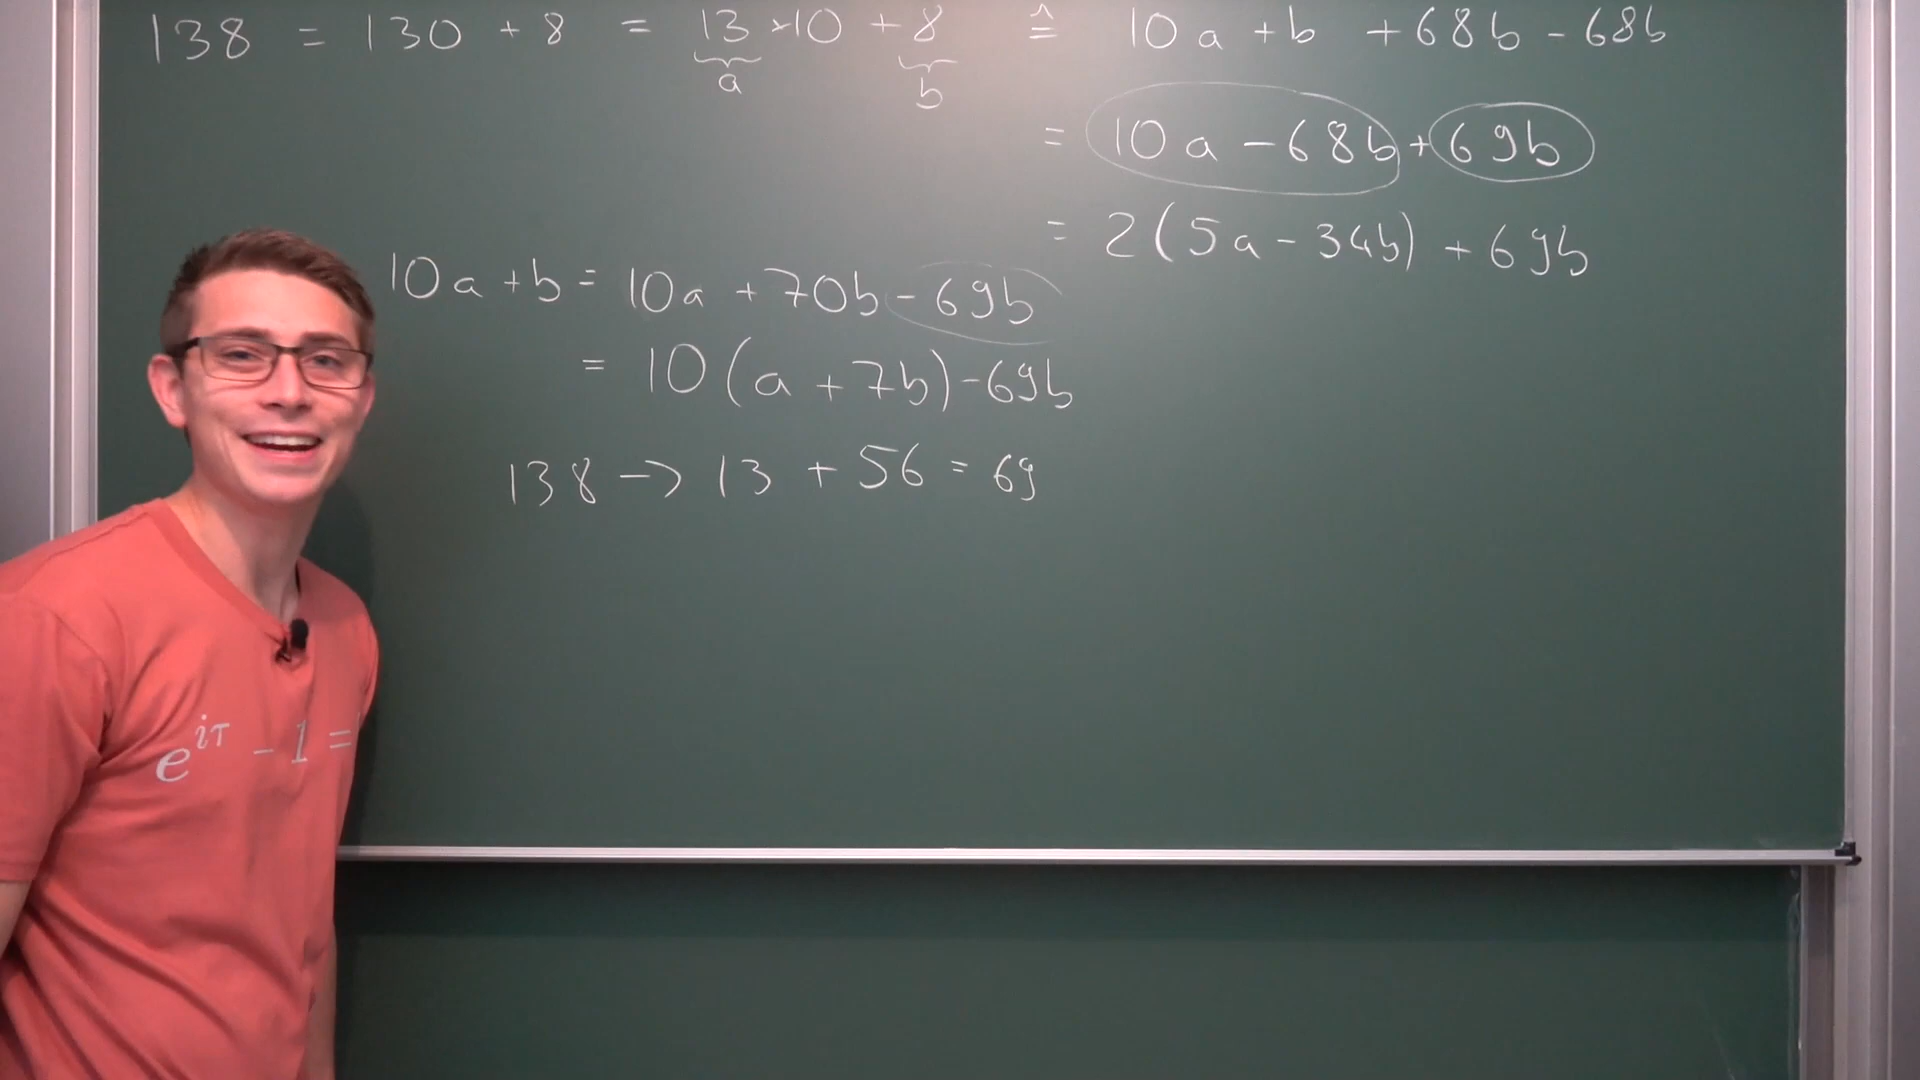 138 = 130 + 8 = 13 × 10 + 8 ≙ 10a + b + 68b - 68b
a b
= 10a - 68b + 69b
= 2(5a - 34b) + 69b
10a + b = 10a + 70b - 69b
= 10(a + 7b) - 69b
138 → 13 + 56 = 69
e^{iτ} - 1 =